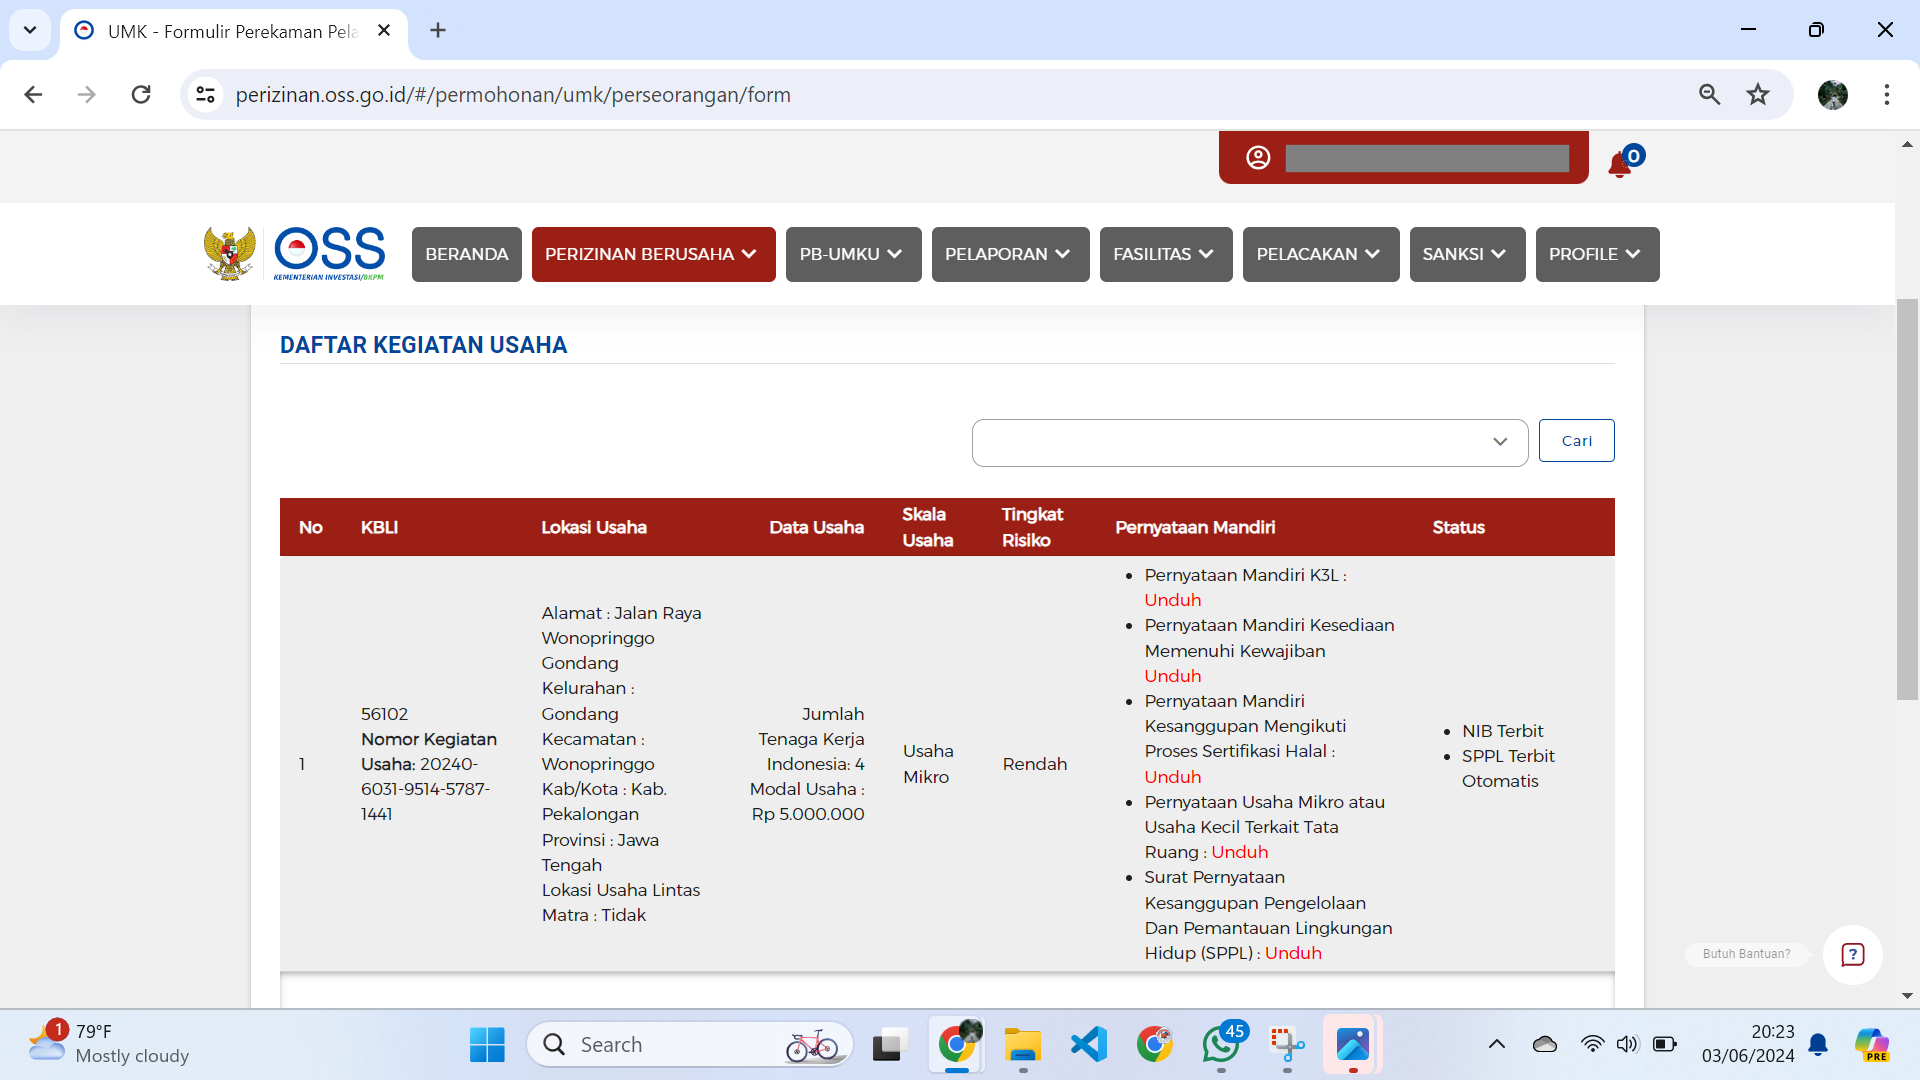 UMK - Formulir Perekaman Pela
perizinan.oss.go.id/#/permohonan/umk/perseorangan/form
0
OSS
KEMENTERIAN INVESTASI/BKPM
BERANDA
PERIZINAN BERUSAHA
PB-UMKU
PELAPORAN
FASILITAS
PELACAKAN
SANKSI
PROFILE
DAFTAR KEGIATAN USAHA
Cari
No
KBLI
Lokasi Usaha
Data Usaha
Skala
Usaha
Tingkat
Risiko
Pernyataan Mandiri
Status
1
56102
Nomor Kegiatan
Usaha: 20240-
6031-9514-5787-
1441
Alamat : Jalan Raya
Wonopringgo
Gondang
Kelurahan :
Gondang
Kecamatan :
Wonopringgo
Kab/Kota : Kab.
Pekalongan
Provinsi : Jawa
Tengah
Lokasi Usaha Lintas
Matra : Tidak
Jumlah
Tenaga Kerja
Indonesia: 4
Modal Usaha :
Rp 5.000.000
Usaha
Mikro
Rendah
Pernyataan Mandiri K3L :
Unduh
Pernyataan Mandiri Kesediaan
Memenuhi Kewajiban
Unduh
Pernyataan Mandiri
Kesanggupan Mengikuti
Proses Sertifikasi Halal :
Unduh
Pernyataan Usaha Mikro atau
Usaha Kecil Terkait Tata
Ruang : Unduh
Surat Pernyataan
Kesanggupan Pengelolaan
Dan Pemantauan Lingkungan
Hidup (SPPL) : Unduh
NIB Terbit
SPPL Terbit
Otomatis
Butuh Bantuan?
?
1
79°F
Mostly cloudy
Search
45
20:23
03/06/2024
PRE